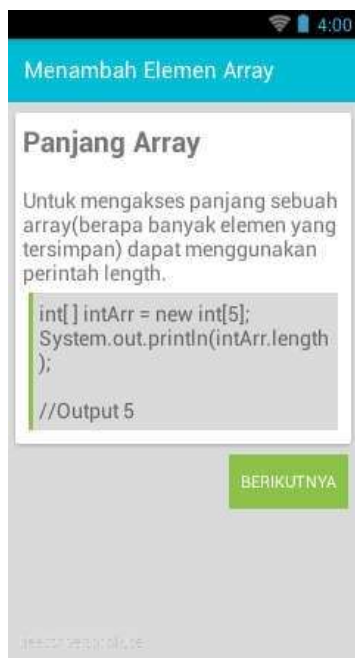 4:00
Menambah Elemen Array
Panjang Array
Untuk mengakses panjang sebuah
array(berapa banyak elemen yang
tersimpan) dapat menggunakan
perintah length.
int[ ] intArr = new int[5];
System.out.println(intArr.length
);
//Output 5
BERIKUTNYA